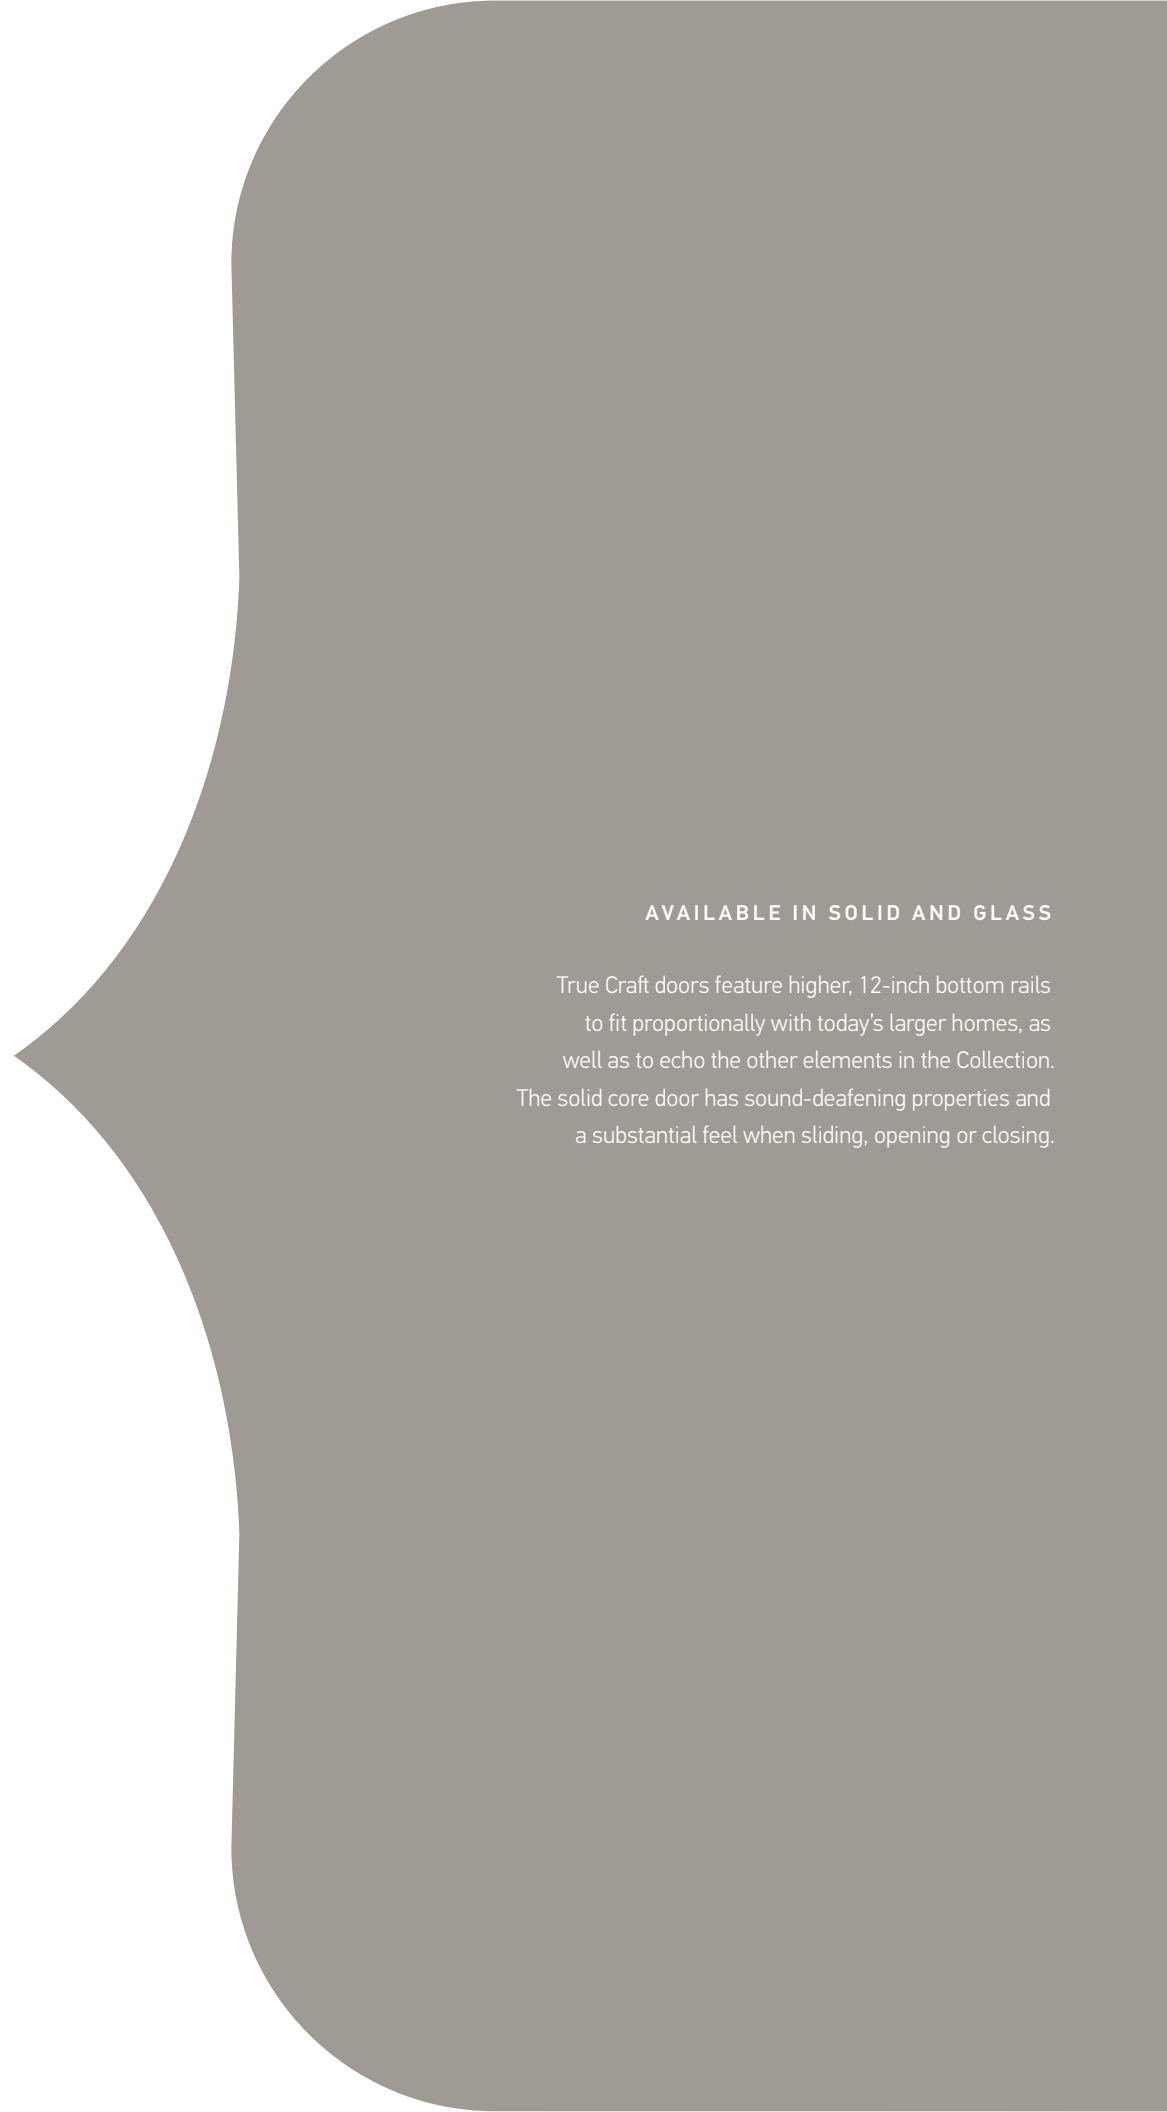 AVAILABLE IN SOLID AND GLASS
True Craft doors feature higher, 12-inch bottom rails
to fit proportionally with today’s larger homes, as
well as to echo the other elements in the Collection.
The solid core door has sound-deafening properties and
a substantial feel when sliding, opening or closing.